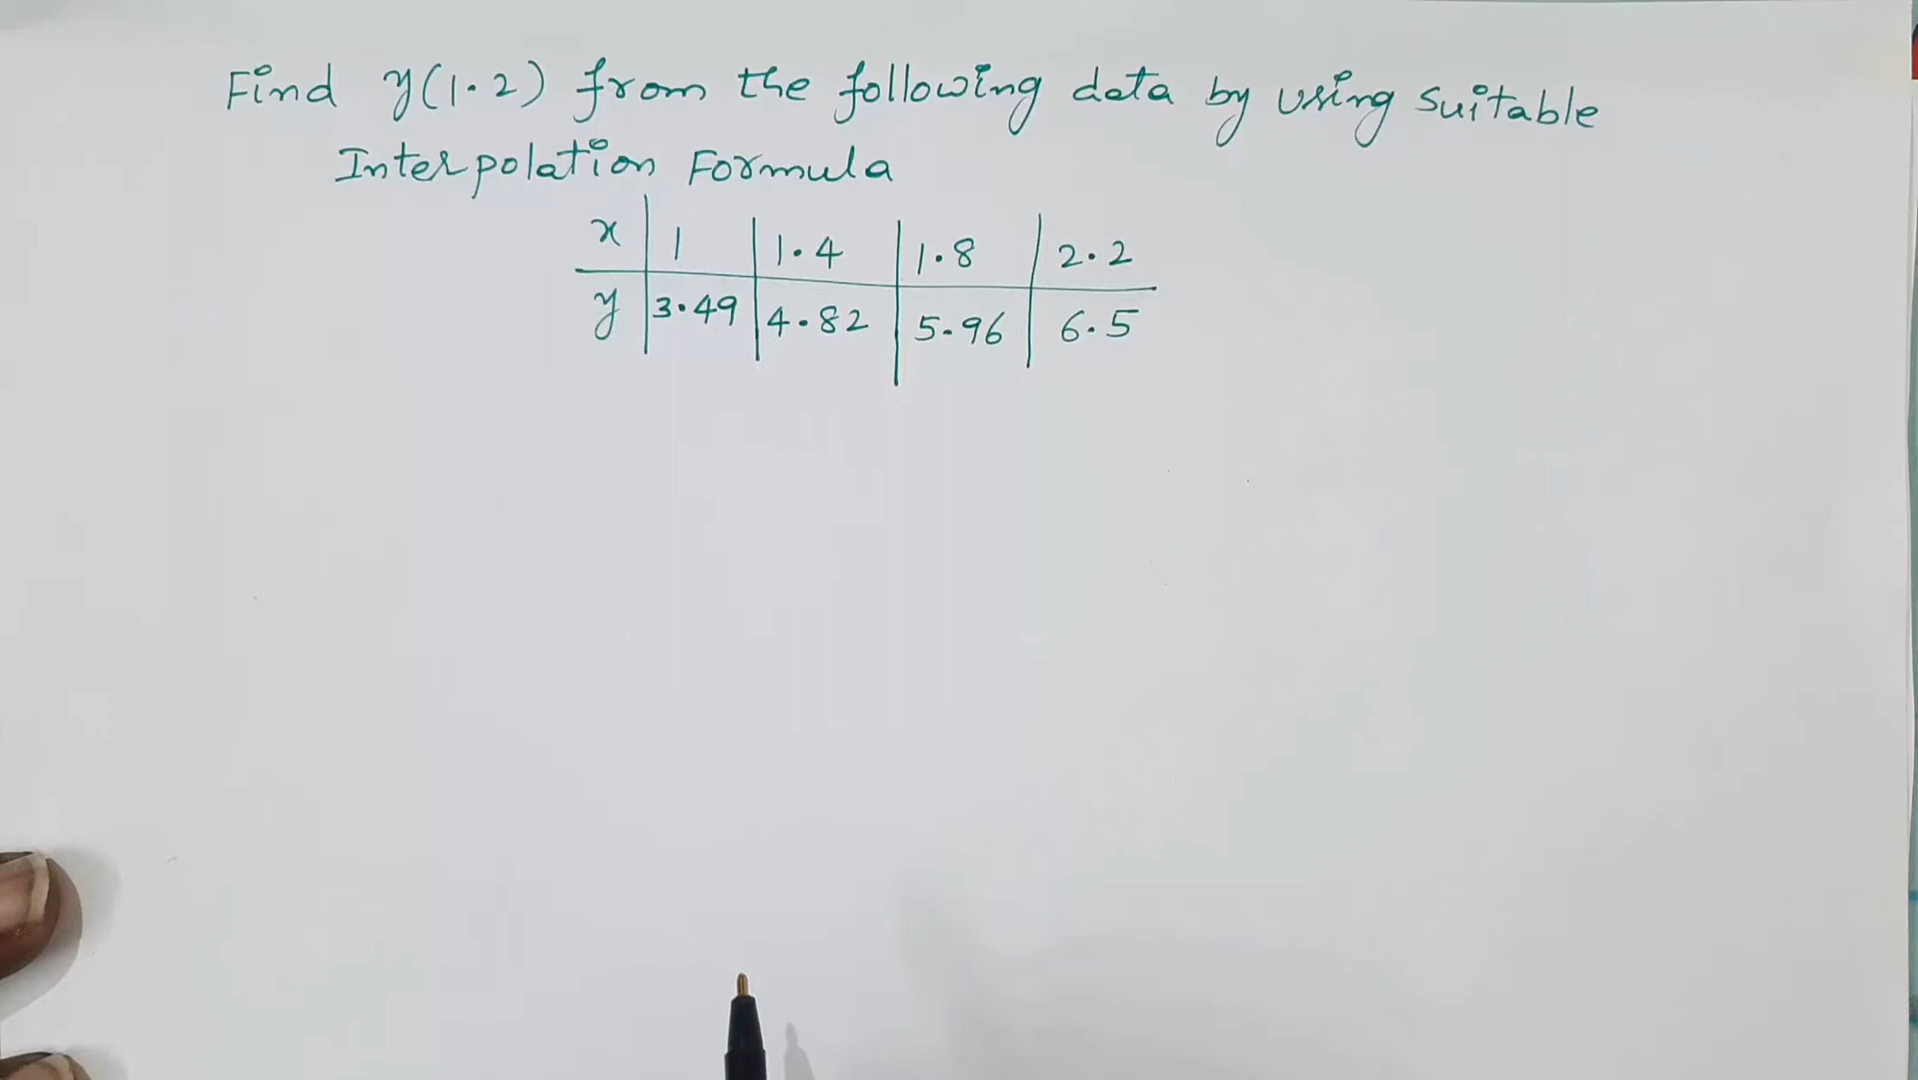 Find y(1.2) from the following data by using suitable
Interpolation Formula
x 1 1.4 1.8 2.2
y 3.49 4.82 5.96 6.5